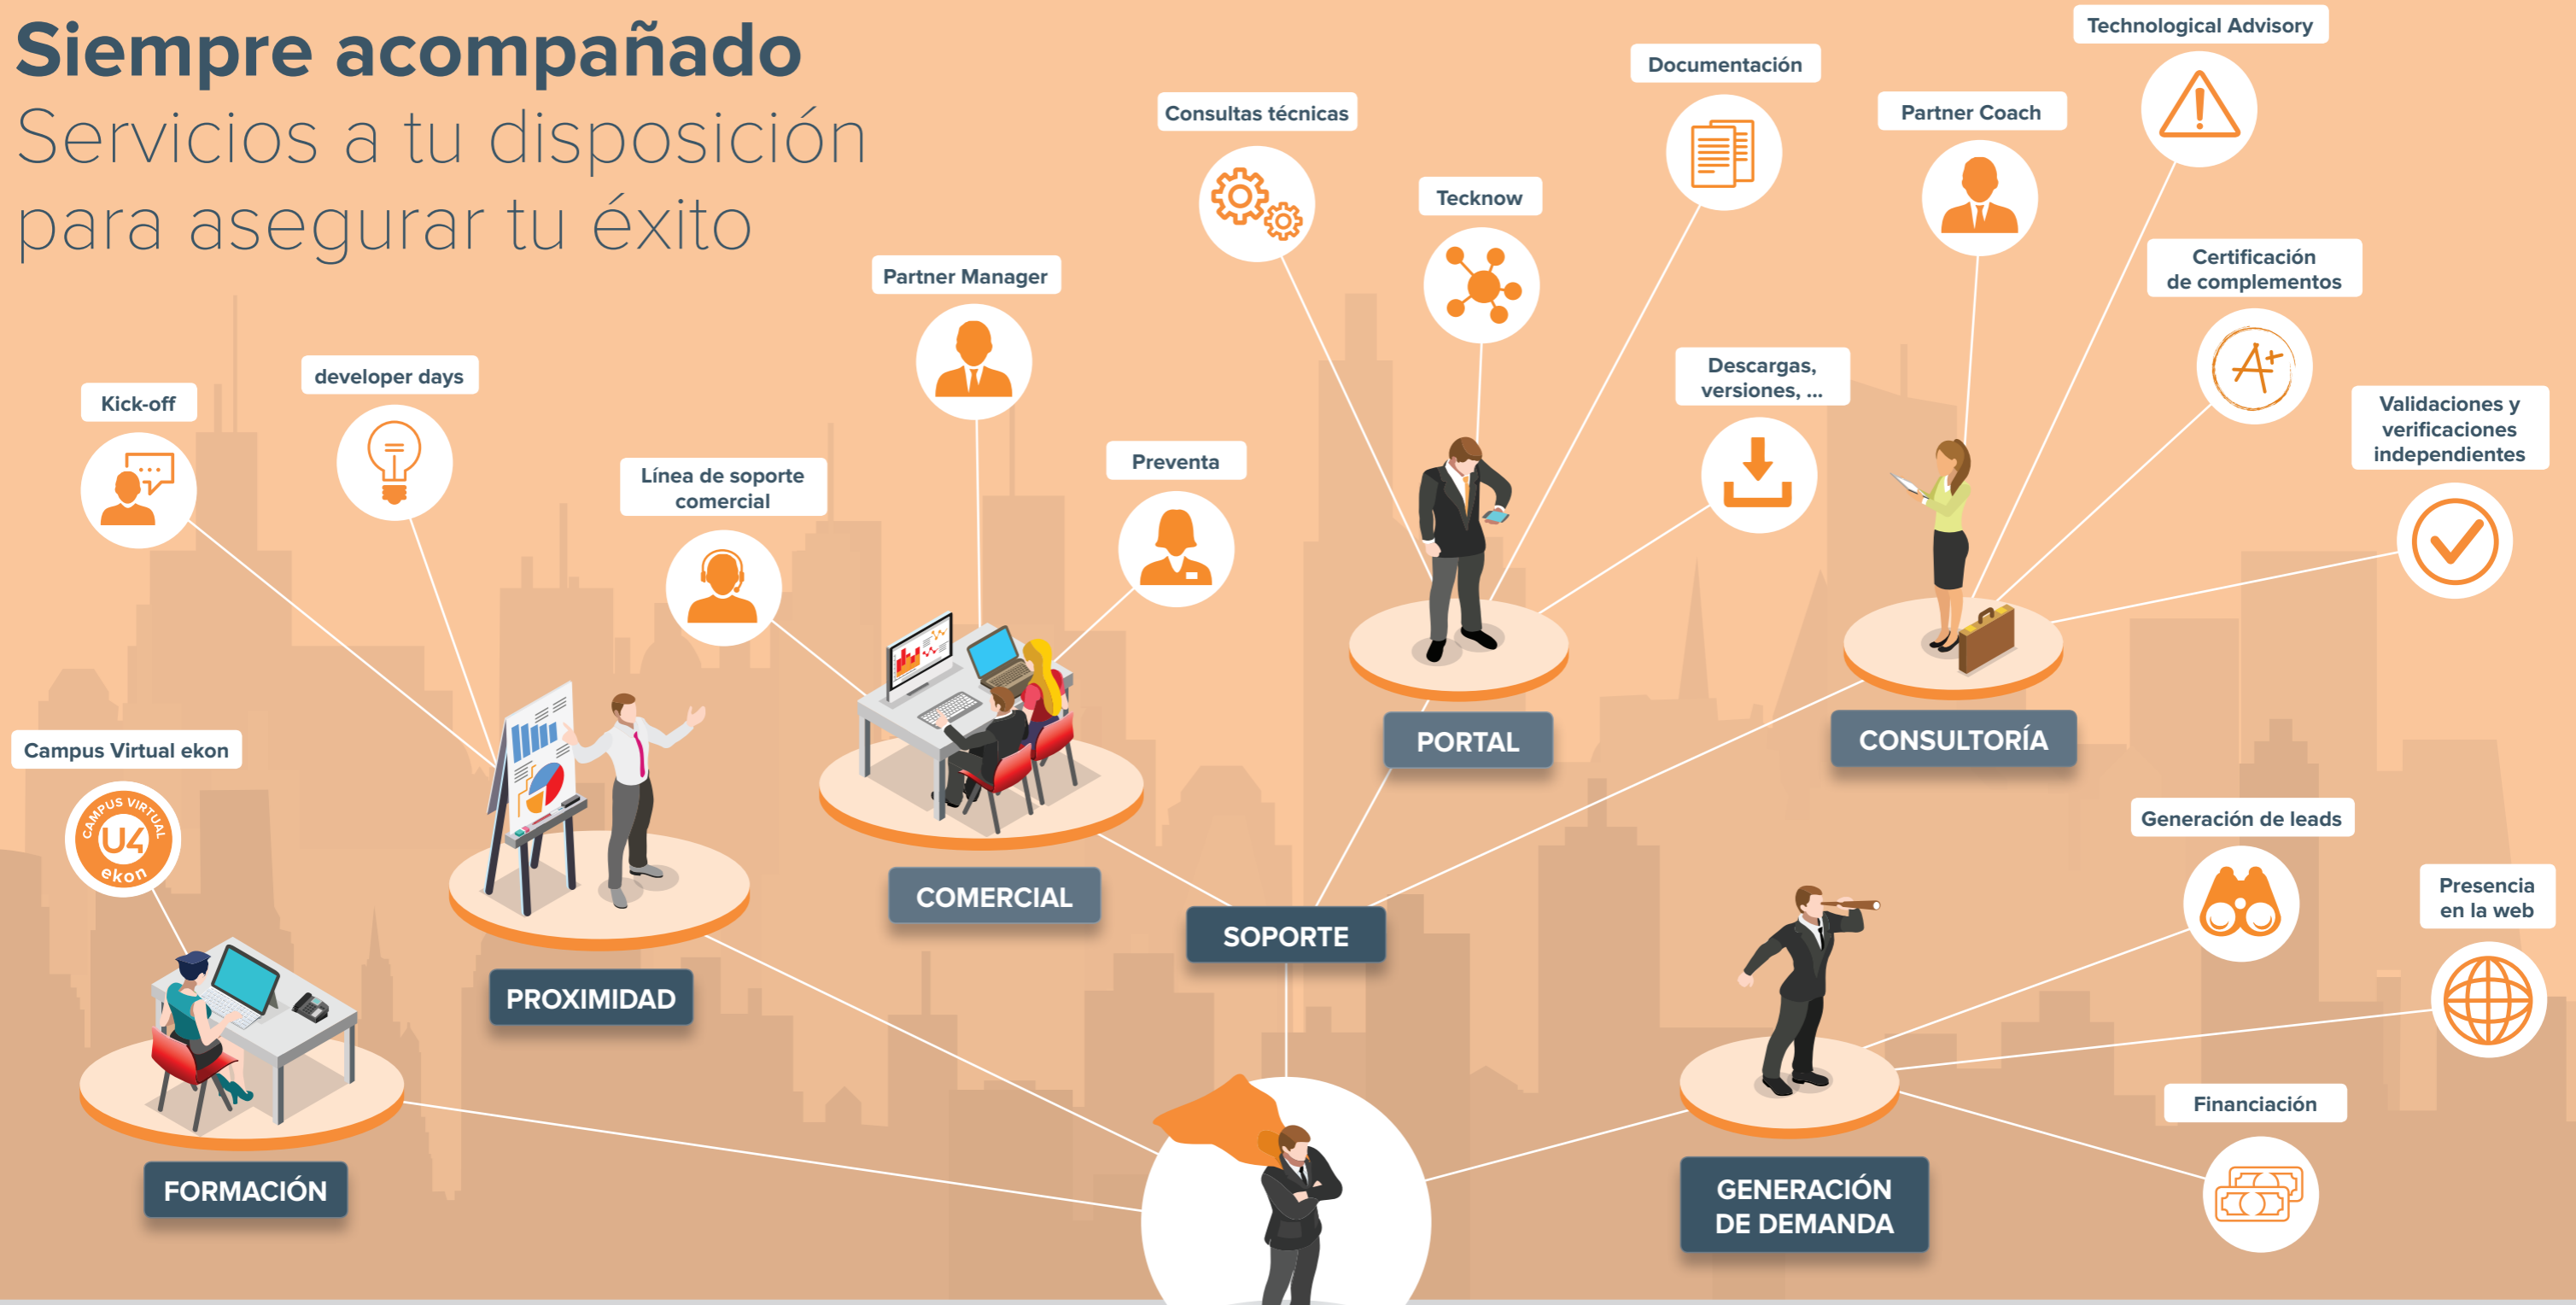 Siempre acompañado
Servicios a tu disposición
para asegurar tu éxito
Kick-off
developer days
Línea de soporte
comercial
Partner Manager
Preventa
Consultas técnicas
Tecknow
Documentación
Descargas,
versiones, ...
Partner Coach
Technological Advisory
Certificación
de complementos
A+
Validaciones y
verificaciones
independientes
Campus Virtual ekon
CAMPUS VIRTUAL
U4
ekon
FORMACIÓN
PROXIMIDAD
COMERCIAL
SOPORTE
PORTAL
CONSULTORÍA
GENERACIÓN
DE DEMANDA
Generación de leads
Presencia
en la web
Financiación